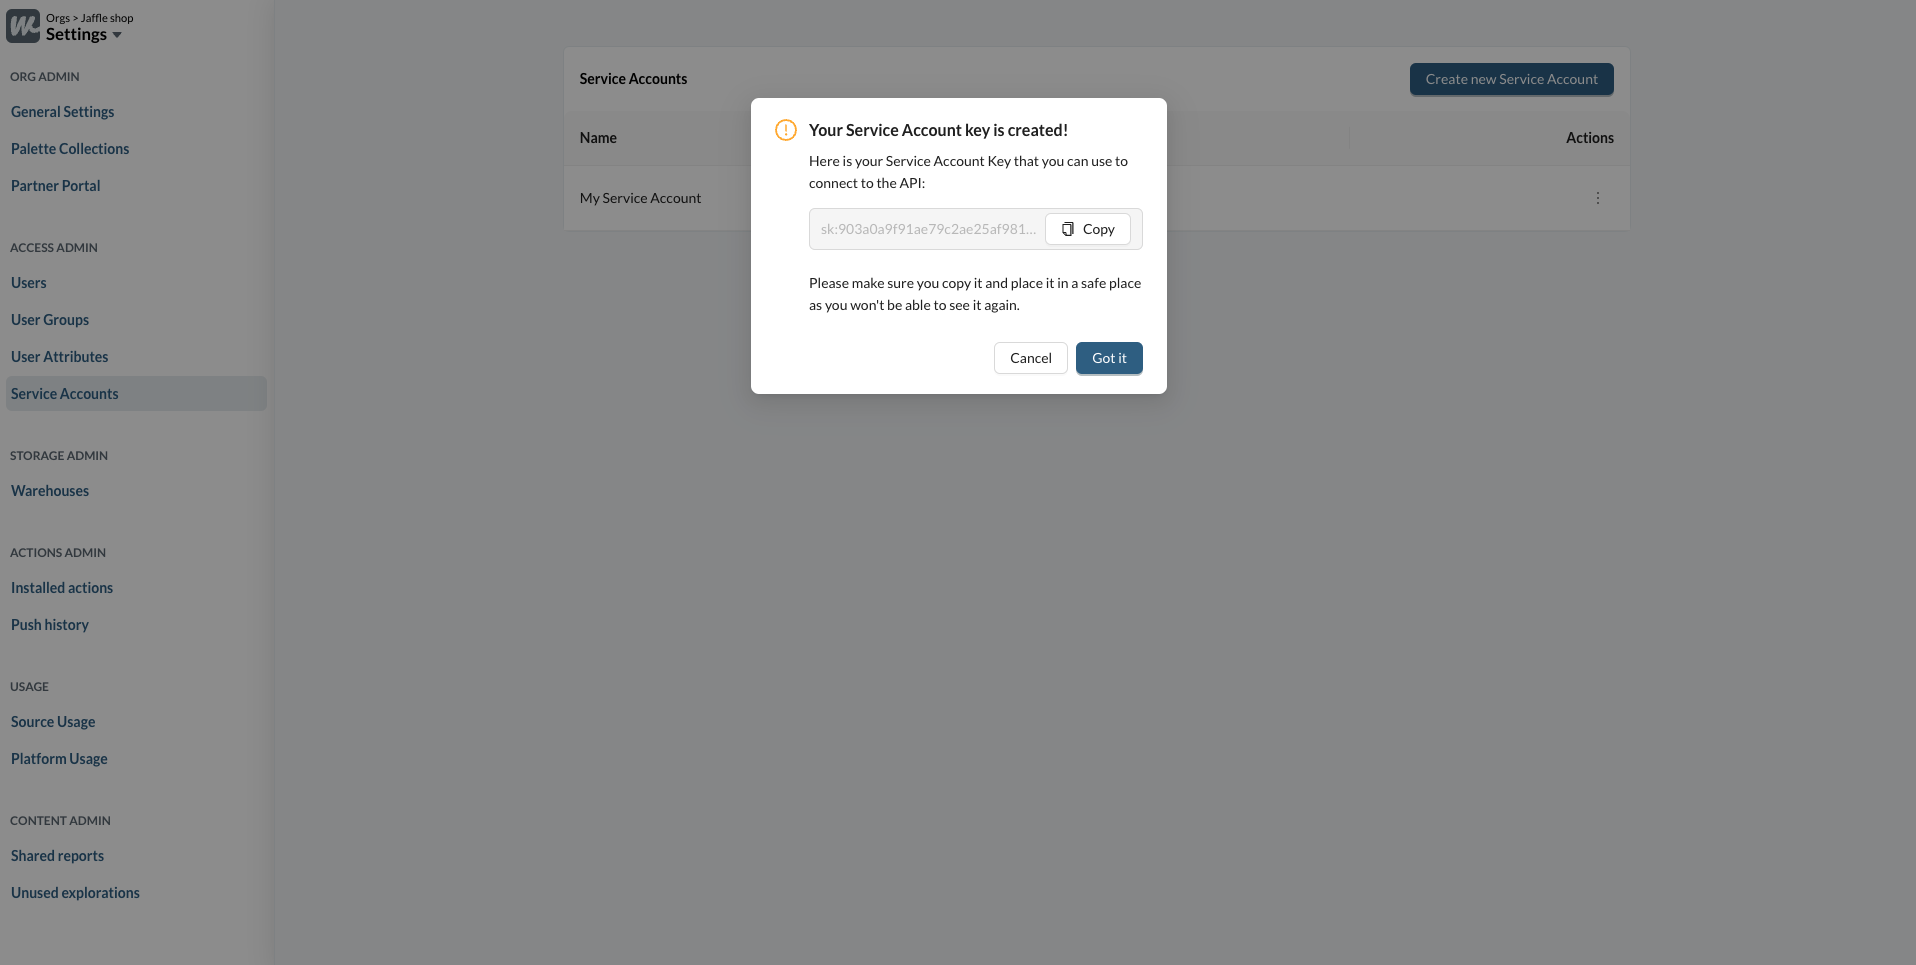 Orgs > Jaffle shop
Settings
ORG ADMIN
General Settings
Palette Collections
Partner Portal
ACCESS ADMIN
Users
User Groups
User Attributes
Service Accounts
STORAGE ADMIN
Warehouses
ACTIONS ADMIN
Installed actions
Push history
USAGE
Source Usage
Platform Usage
CONTENT ADMIN
Shared reports
Unused explorations
Service Accounts
Create new Service Account
Name
Actions
My Service Account
Your Service Account key is created!
Here is your Service Account Key that you can use to
connect to the API:
sk:903a0a9f91ae79c2ae25af981...
Copy
Please make sure you copy it and place it in a safe place
as you won't be able to see it again.
Cancel
Got it